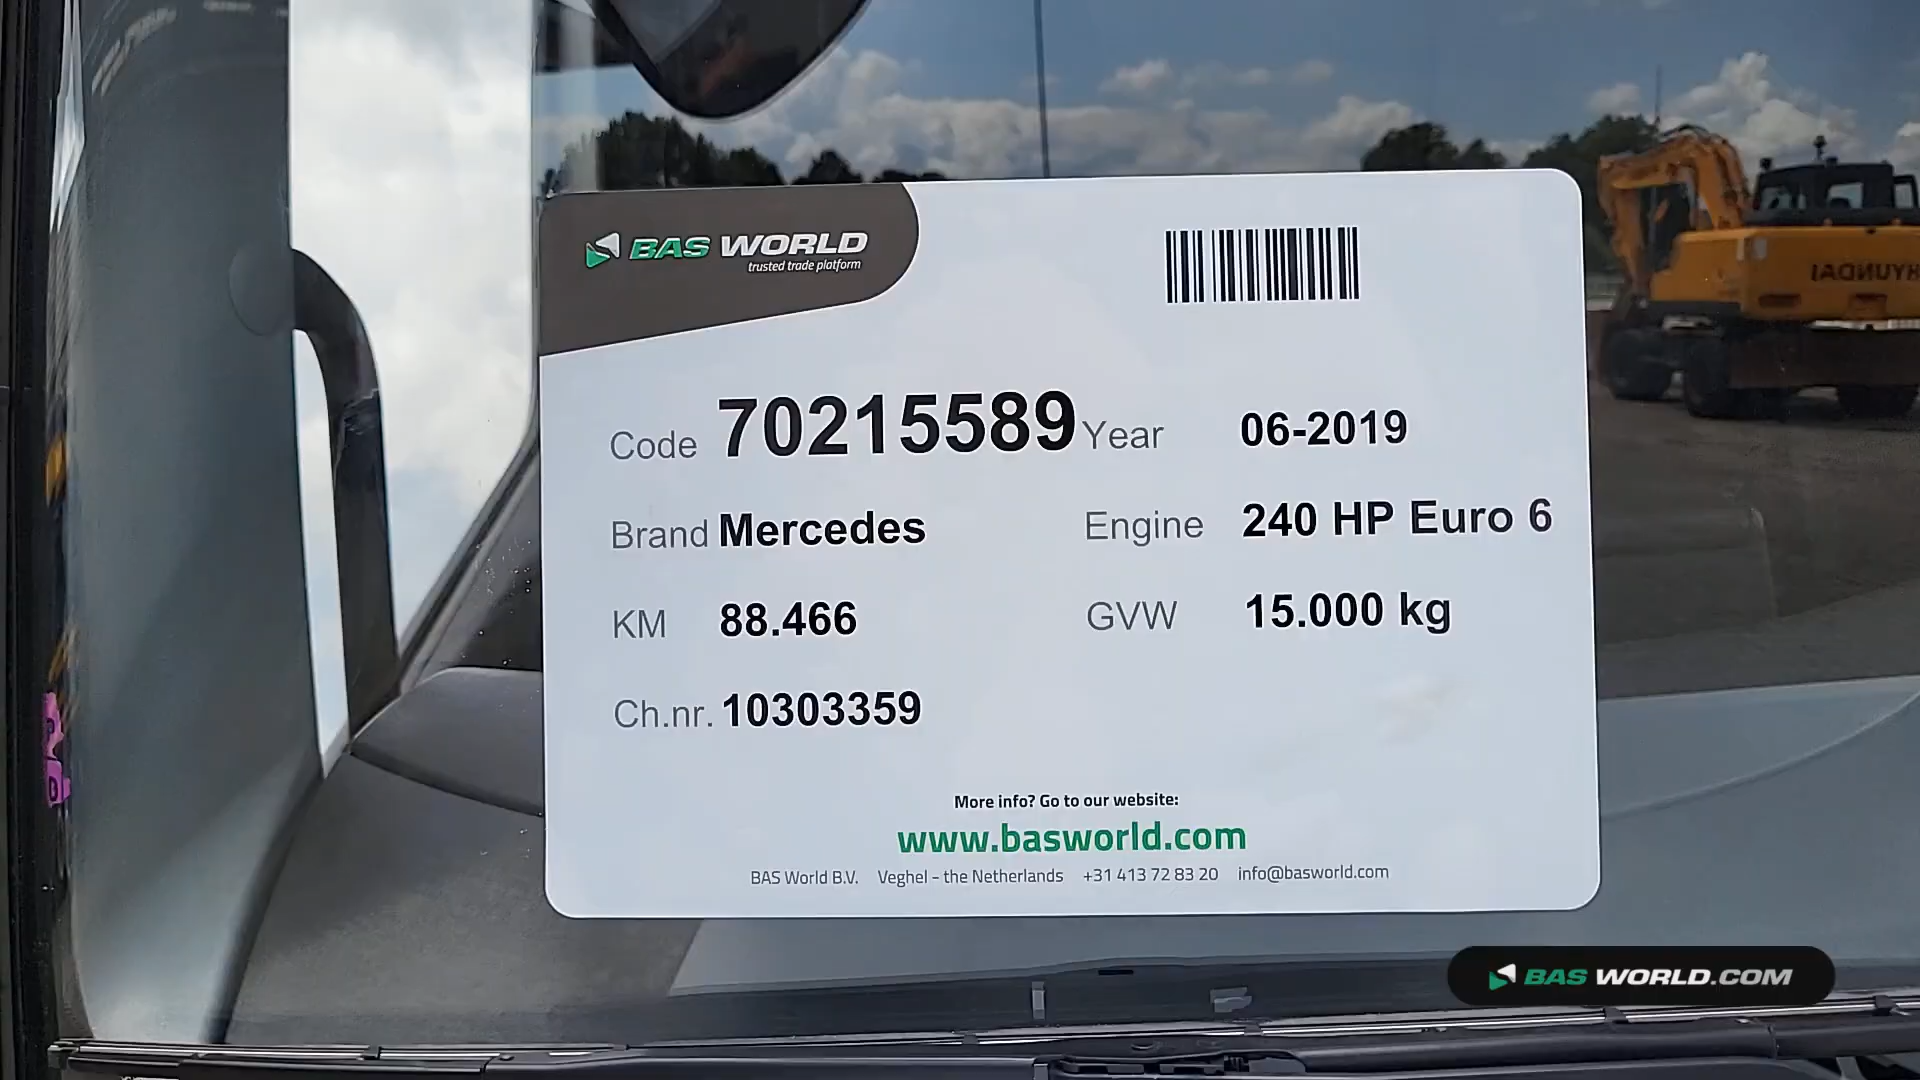 BAS WORLD
trusted trade platform
Code 70215589 Year 06-2019
Brand Mercedes Engine 240 HP Euro 6
KM 88.466 GVW 15.000 kg
Ch.nr. 10303359
More info? Go to our website:
www.basworld.com
BAS World B.V. Veghel - the Netherlands +31 413 72 83 20 info@basworld.com
HYUNDAI
BAS WORLD.COM